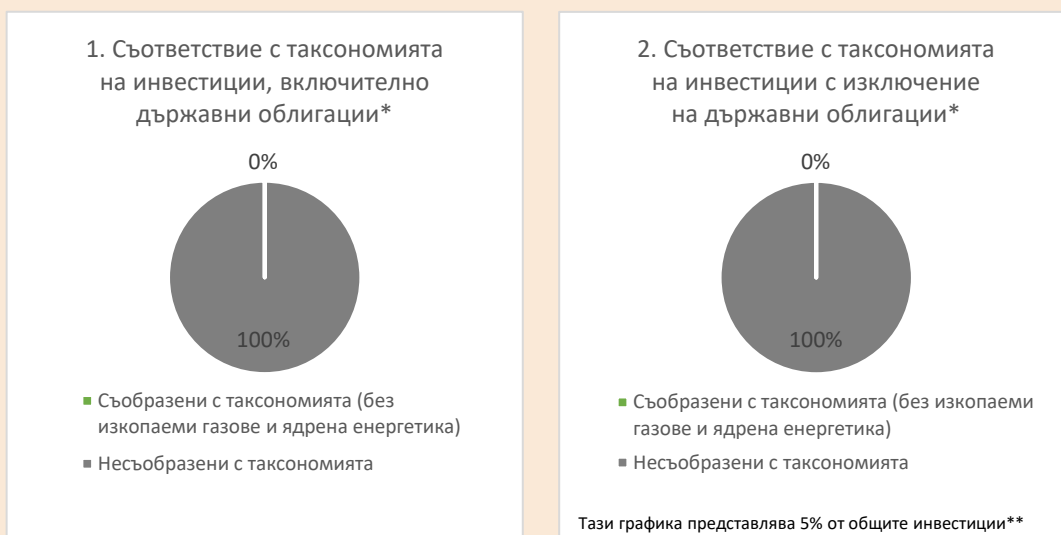 1. Съответствие с таксономията
на инвестиции, включително
държавни облигации*
0%
100%
Съобразени с таксономията (без
изкопаеми газове и ядрена енергетика)
Несъобразени с таксономията
2. Съответствие с таксономията
на инвестиции с изключение
на държавни облигации*
0%
100%
Съобразени с таксономията (без изкопаеми
газове и ядрена енергетика)
Несъобразени с таксономията
Тази графика представлява 5% от общите инвестиции**